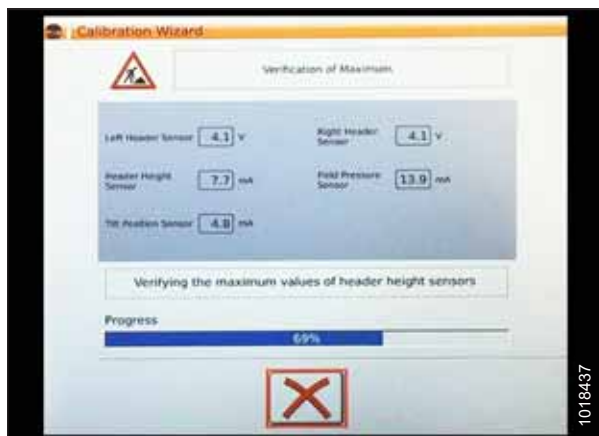 Calibration Wizard
Verification of Maximum
Left Header Sensor 4.1 V
Right Header Sensor 4.1 V
Header Height Sensor 7.7 mA
Field Pressure Sensor 13.9 mA
Tilt Position Sensor 4.8 mA
Verifying the maximum values of header height sensors
Progress
69%
1018437